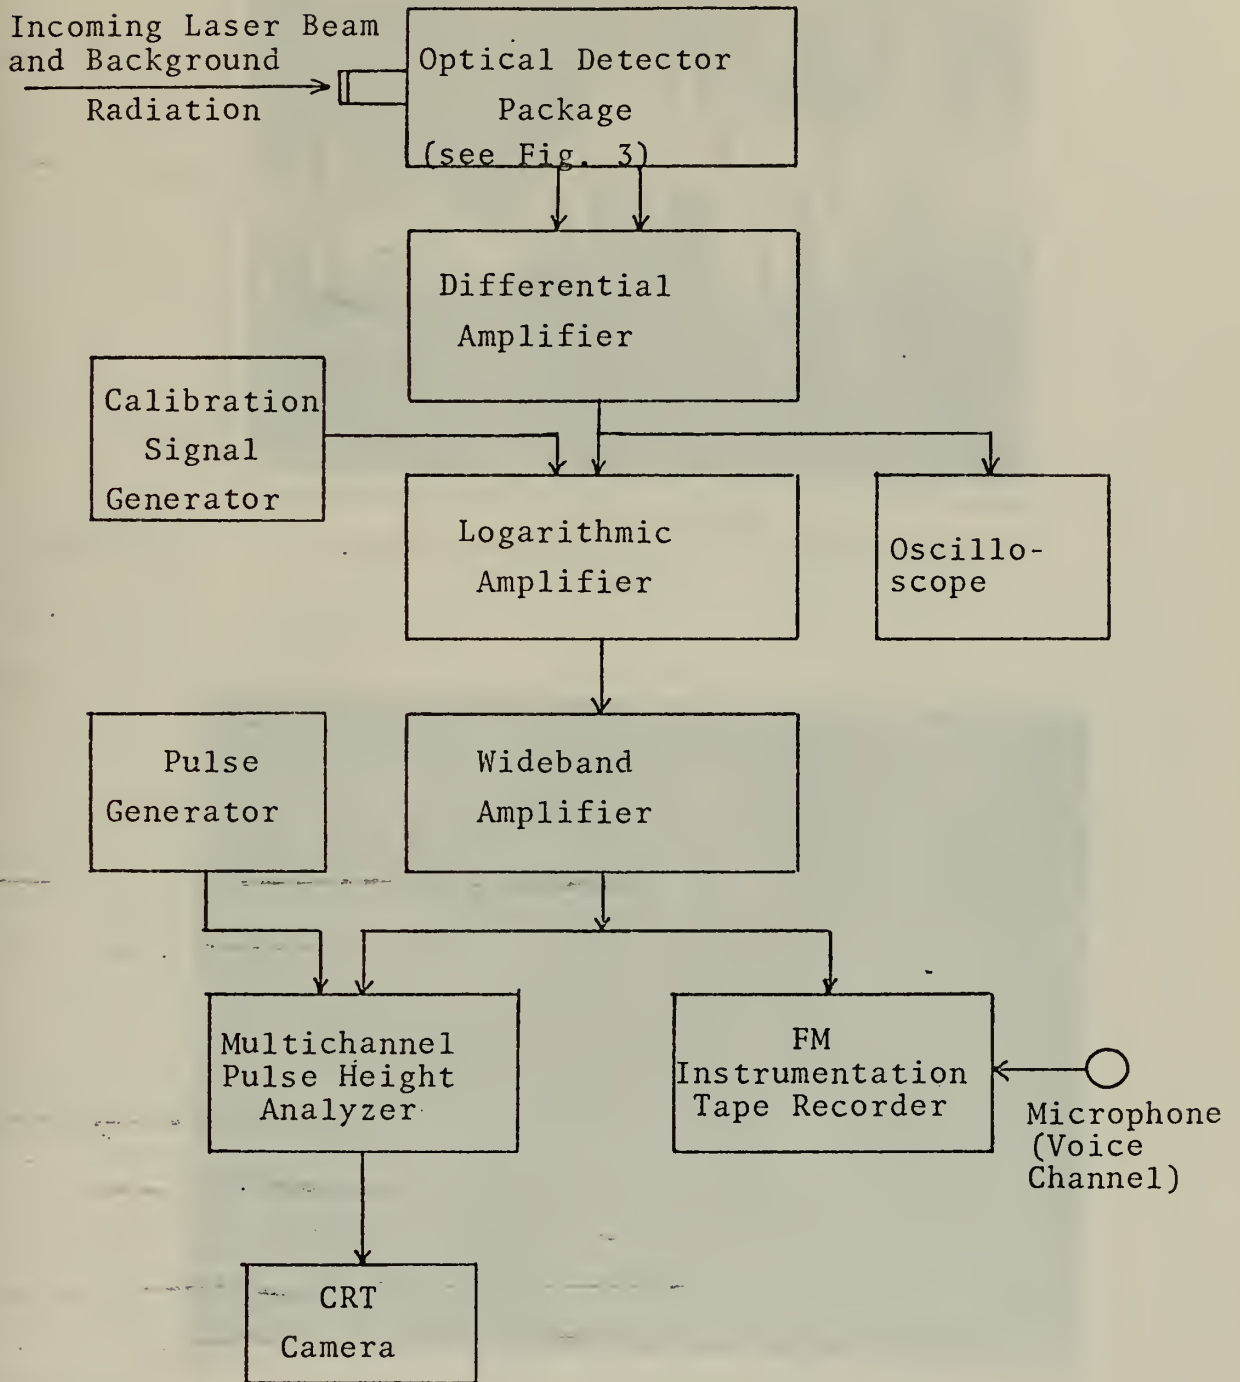 Incoming Laser Beam
and Background
Radiation
Optical Detector
Package
(see Fig. 3)
Differential
Amplifier
Calibration
Signal
Generator
Logarithmic
Amplifier
Oscillo-
scope
Pulse
Generator
Wideband
Amplifier
Multichannel
Pulse Height
Analyzer
FM
Instrumentation
Tape Recorder
Microphone
(Voice
Channel)
CRT
Camera